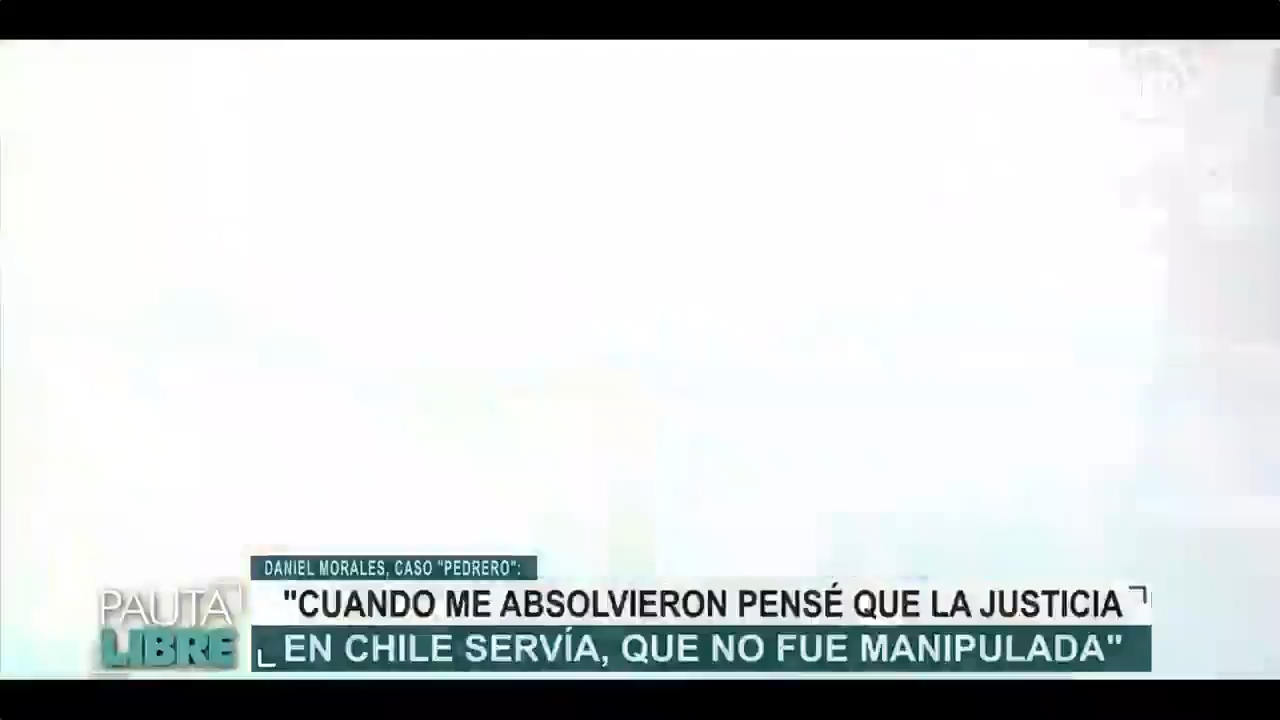 DANIEL MORALES, CASO "PEDRERO":
PAUTA
LIBRE
"CUANDO ME ABSOLVIERON PENSÉ QUE LA JUSTICIA
EN CHILE SERVÍA, QUE NO FUE MANIPULADA"